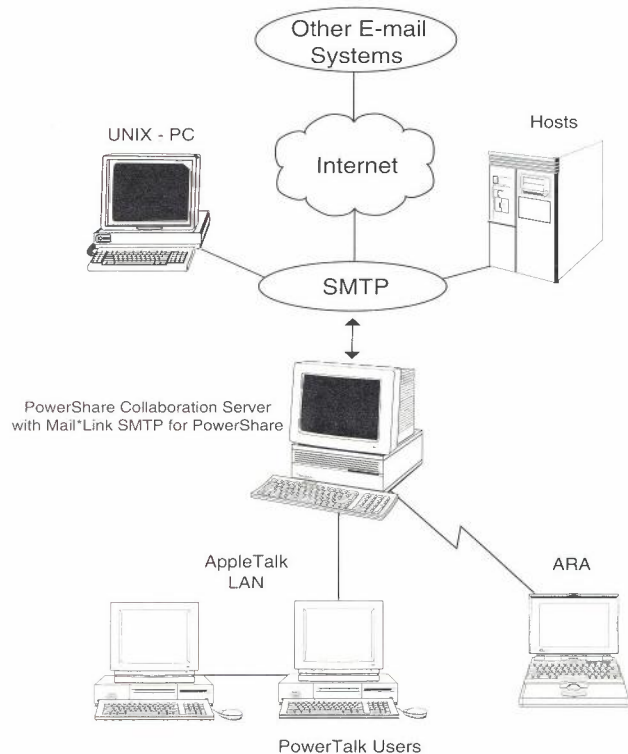 Other E-mail
Systems
UNIX - PC
Internet
Hosts
SMTP
PowerShare Collaboration Server
with Mail*Link SMTP for PowerShare
AppleTalk
LAN
ARA
PowerTalk Users